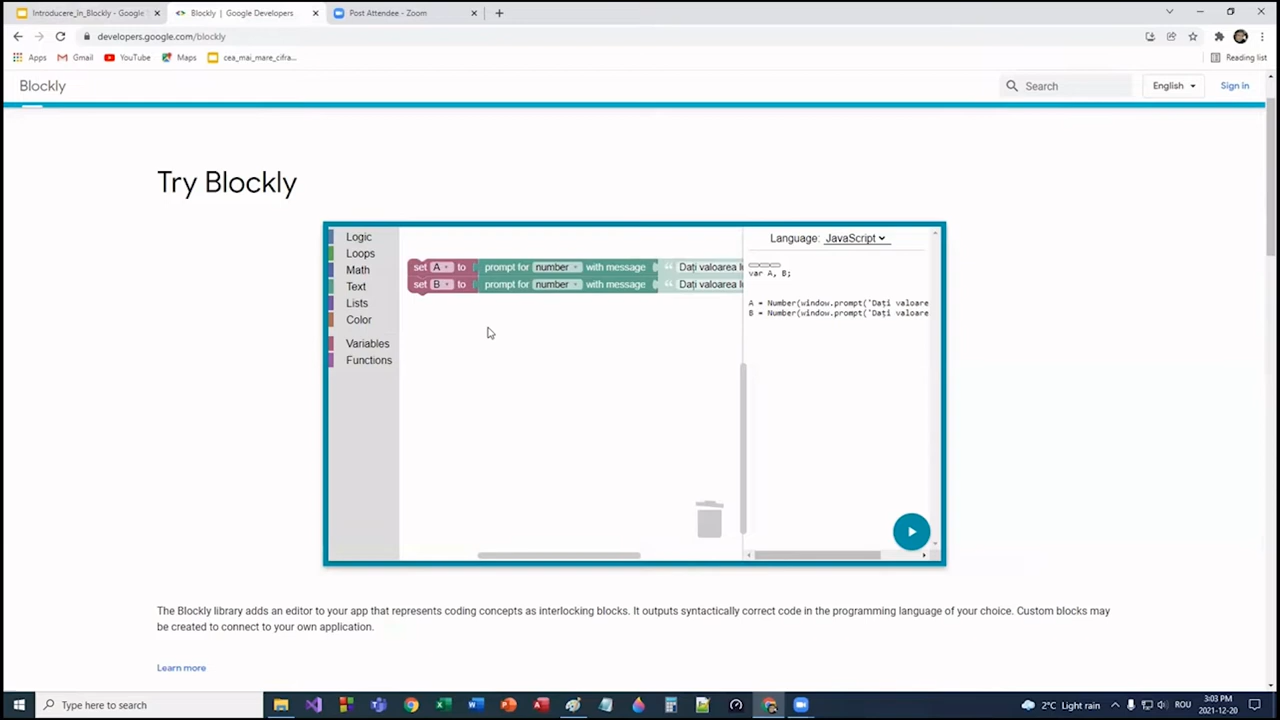 Introducere_in_Blockly - Google
Blockly | Google Developers
Post Attendee - Zoom
developers.google.com/blockly
Apps
Gmail
YouTube
Maps
cea_mai_mare_cifra...
Reading list
Blockly
Search
English
Sign in
Try Blockly
Logic
Loops
Math
Text
Lists
Color
Variables
Functions
set A to prompt for number with message “ Dați valoarea lu
set B to prompt for number with message “ Dați valoarea lu
Language: JavaScript
var A, B;
A = Number(window.prompt('Dați valoare
B = Number(window.prompt('Dați valoare
The Blockly library adds an editor to your app that represents coding concepts as interlocking blocks. It outputs syntactically correct code in the programming language of your choice. Custom blocks may
be created to connect to your own application.
Learn more
Type here to search
2°C Light rain
ROU
3:03 PM
2021-12-20